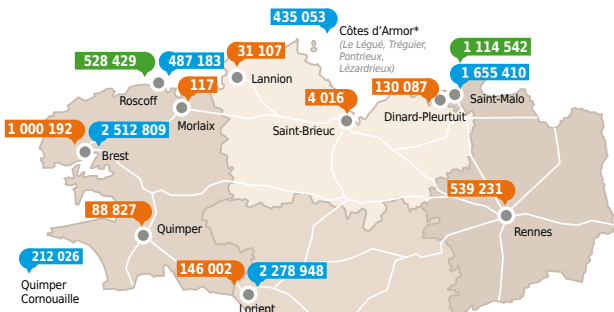 435 053
Côtes d'Armor*
(Le Légué, Tréguier,
Pontrieux,
Lézardrieux)
528 429
487 183
31 107
1 114 542
1 655 410
Lannion
117
130 087
Saint-Malo
Roscoff
4 016
Dinard-Pleurtuit
Morlaix
Saint-Brieuc
1 000 192
2 512 809
Brest
539 231
88 827
Quimper
Rennes
212 026
146 002
2 278 948
Quimper
Cornouaille
Lorient